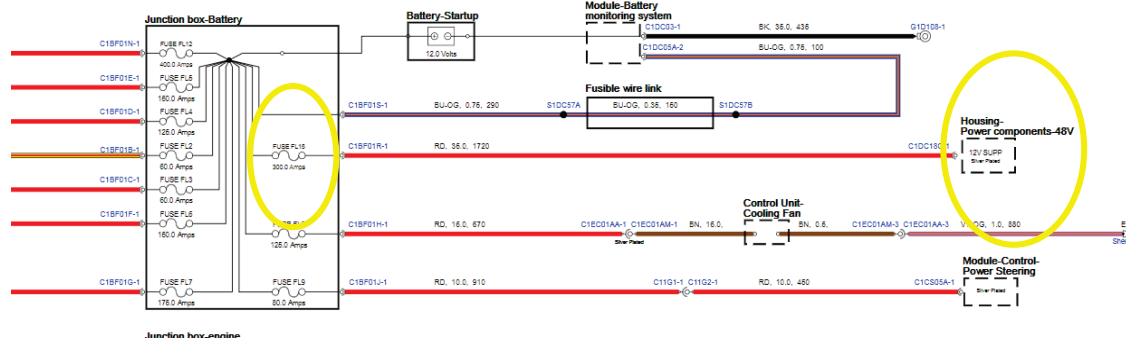 Junction box-Battery
Battery-Startup
12.0 Volts
Module-Battery
monitoring system
C1DC03-1
BK, 35.0, 435
G1D108-1
C1DC05A-2
BU-OG, 0.75, 100
C1BF01N-1
FUSE FL12
400.0 Amps
C1BF01E-1
FUSE FL5
160.0 Amps
C1BF01D-1
FUSE FL4
125.0 Amps
C1BF01S-1
BU-OG, 0.75, 290
S1DC57A
Fusible wire link
BU-OG, 0.35, 160
S1DC57B
C1BF01B-1
FUSE FL2
60.0 Amps
FUSE FL15
300.0 Amps
C1BF01R-1
RD, 35.0, 1720
C1DC180-1
Housing-
Power components-48V
12V SUPP
Silver Plated
C1BF01C-1
FUSE FL3
60.0 Amps
C1BF01F-1
FUSE FL6
160.0 Amps
125.0 Amps
C1BF01H-1
RD, 16.0, 670
C1EC01AA-1
Silver Plated
C1EC01AM-1
BN, 16.0,
Control Unit-
Cooling Fan
BN, 0.5,
C1EC01AM-3
C1EC01AA-3
1.0, 880
C1BF01G-1
FUSE FL7
175.0 Amps
FUSE FL9
80.0 Amps
C1BF01J-1
RD, 10.0, 910
C11G1-1
C11G2-1
RD, 10.0, 450
C1CS05A-1
Module-Control-
Power Steering
Silver Plated
Junction box-engine